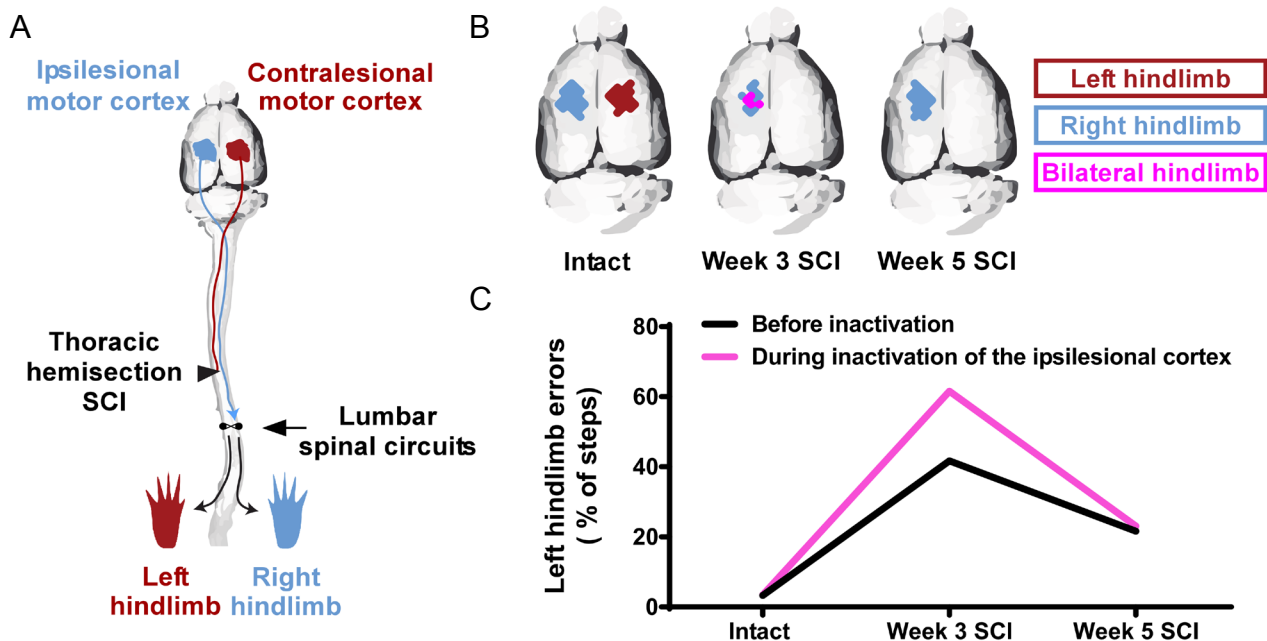 A
Ipsilesional
motor cortex
Contralesional
motor cortex
Thoracic
hemisection
SCI
Lumbar
spinal circuits
Left
hindlimb
Right
hindlimb
B
Intact
Week 3 SCI
Week 5 SCI
Left hindlimb
Right hindlimb
Bilateral hindlimb
C
Left hindlimb errors
( % of steps)
80
60
40
20
0
Before inactivation
During inactivation of the ipsilesional cortex
Intact
Week 3 SCI
Week 5 SCI